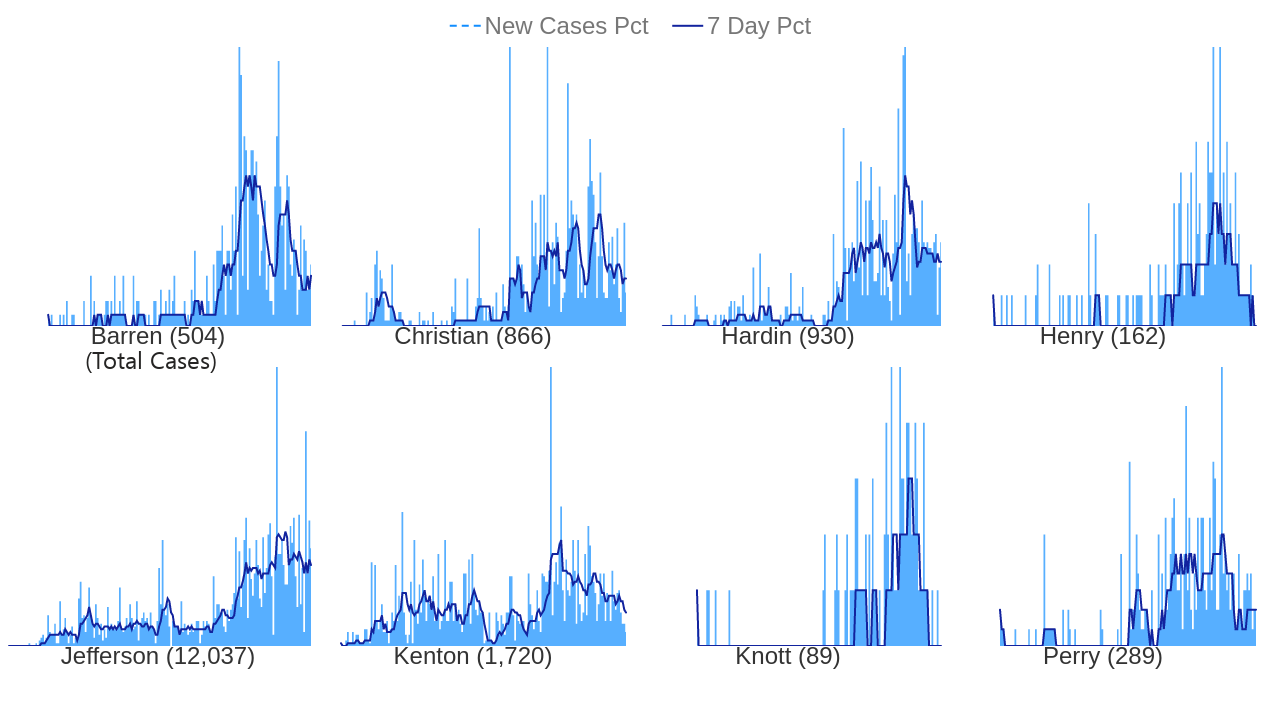 New Cases Pct 7 Day Pct
Barren (504) Christian (866) Hardin (930) Henry (162)
(Total Cases)
Jefferson (12,037) Kenton (1,720) Knott (89) Perry (289)